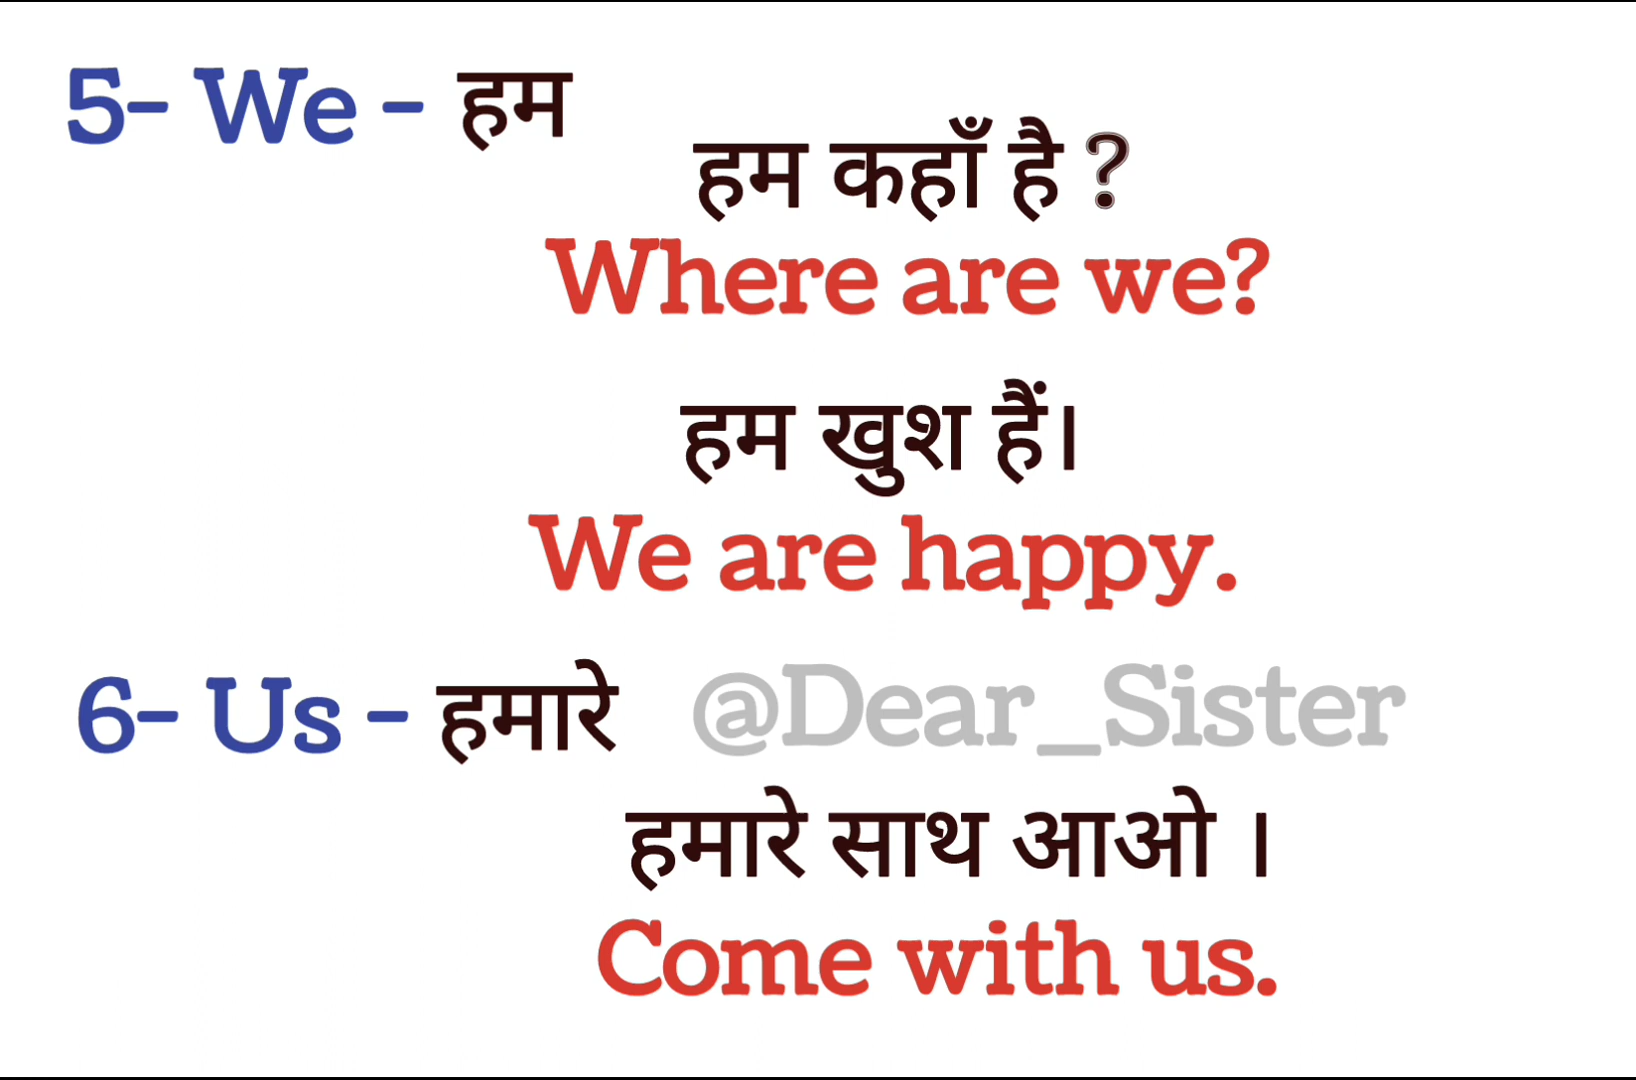 5- We - हम
हम कहाँ है ?
Where are we?
हम खुश हैं।
We are happy.
6- Us - हमारे @Dear_Sister
हमारे साथ आओ ।
Come with us.